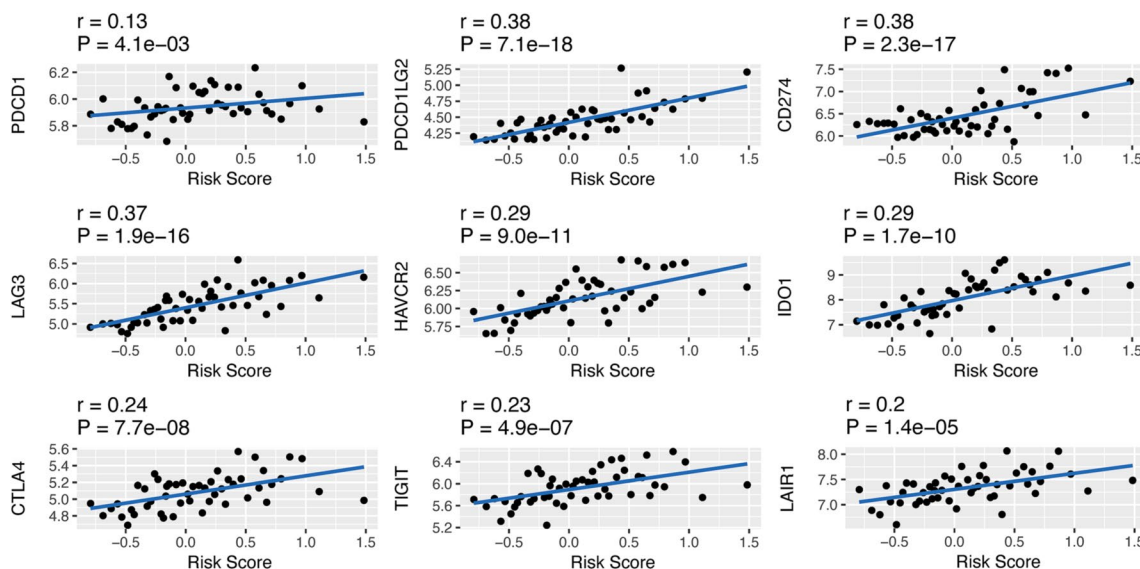 r = 0.13
P = 4.1e−03
PDCD1
6.2
6.0
5.8
−0.5 0.0 0.5 1.0 1.5
Risk Score
r = 0.38
P = 7.1e−18
PDCD1LG2
5.25
5.00
4.75
4.50
4.25
−0.5 0.0 0.5 1.0 1.5
Risk Score
r = 0.38
P = 2.3e−17
CD274
7.5
7.0
6.5
6.0
−0.5 0.0 0.5 1.0 1.5
Risk Score
r = 0.37
P = 1.9e−16
LAG3
6.5
6.0
5.5
5.0
−0.5 0.0 0.5 1.0 1.5
Risk Score
r = 0.29
P = 9.0e−11
HAVCR2
6.50
6.25
6.00
5.75
−0.5 0.0 0.5 1.0 1.5
Risk Score
r = 0.29
P = 1.7e−10
IDO1
9
8
7
−0.5 0.0 0.5 1.0 1.5
Risk Score
r = 0.24
P = 7.7e−08
CTLA4
5.6
5.4
5.2
5.0
4.8
−0.5 0.0 0.5 1.0 1.5
Risk Score
r = 0.23
P = 4.9e−07
TIGIT
6.4
6.0
5.6
5.2
−0.5 0.0 0.5 1.0 1.5
Risk Score
r = 0.2
P = 1.4e−05
LAIR1
8.0
7.5
7.0
−0.5 0.0 0.5 1.0 1.5
Risk Score